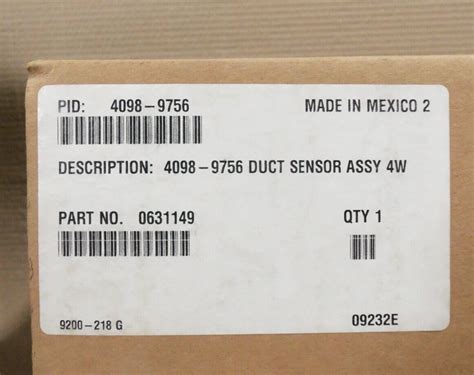 PID: 4098-9756 MADE IN MEXICO 2
DESCRIPTION: 4098-9756 DUCT SENSOR ASSY 4W
PART NO. 0631149 QTY 1
9200-218 G 09232E